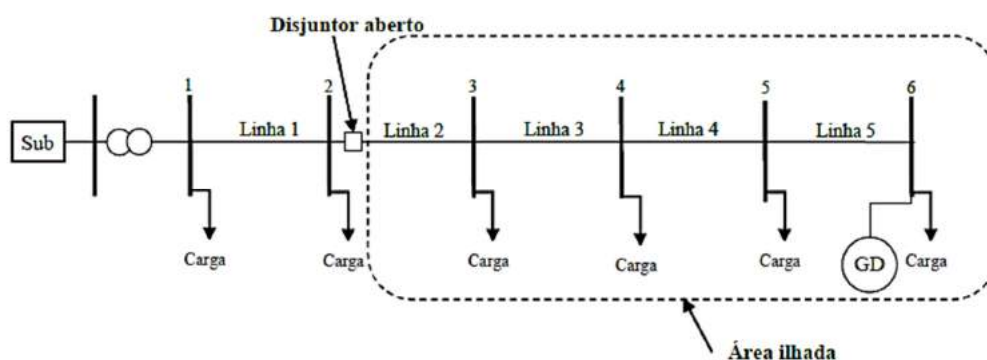 Disjuntor aberto
1 2 3 4 5 6
Sub Linha 1 Linha 2 Linha 3 Linha 4 Linha 5
Carga Carga Carga Carga Carga GD Carga
Área ilhada